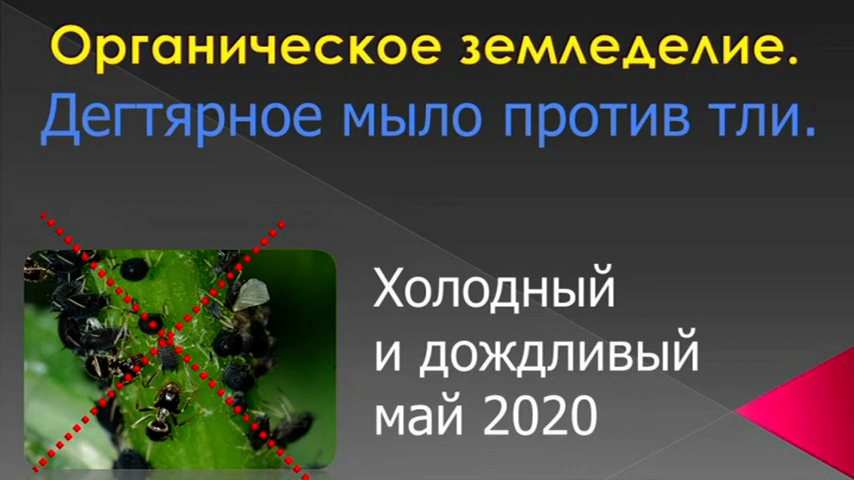 Органическое земледелие.
Дегтярное мыло против тли.
Холодный
и дождливый
май 2020